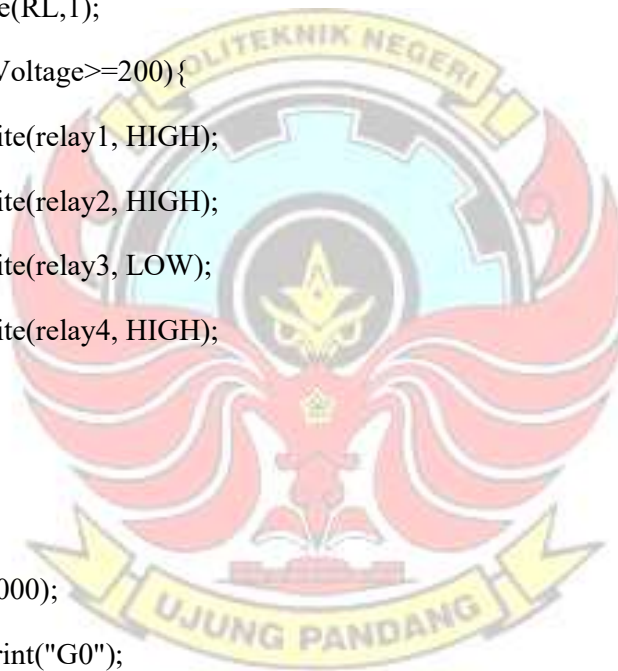 e(RL,1);
POLITEKNIK NEGERI
Voltage>=200){
ite(relay1, HIGH);
ite(relay2, HIGH);
ite(relay3, LOW);
ite(relay4, HIGH);
000);
UJUNG PANDANG
rint("G0");